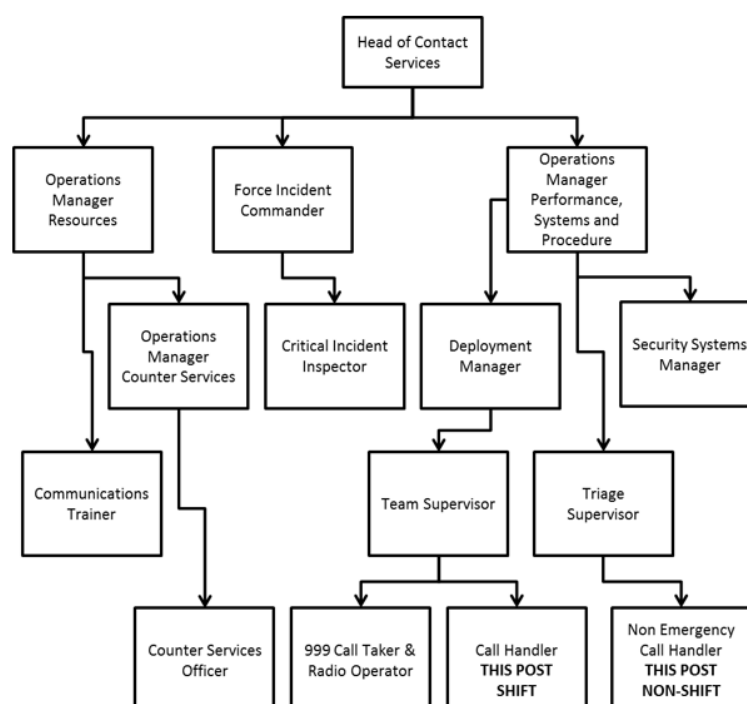 Head of Contact
Services
Operations
Manager
Resources
Force Incident
Commander
Operations
Manager
Performance,
Systems and
Procedure
Operations
Manager
Counter Services
Critical Incident
Inspector
Deployment
Manager
Security Systems
Manager
Communications
Trainer
Team Supervisor
Triage
Supervisor
Counter Services
Officer
999 Call Taker &
Radio Operator
Call Handler
THIS POST
SHIFT
Non Emergency
Call Handler
THIS POST
NON-SHIFT